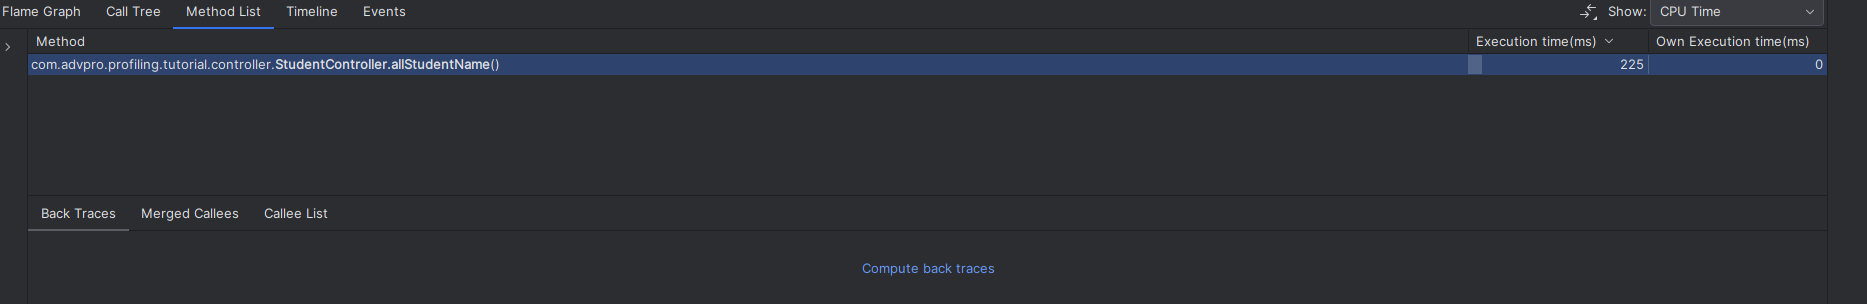 Flame Graph Call Tree Method List Timeline Events Show: CPU Time
Method Execution time(ms) Own Execution time(ms)
com.advpro.profiling.tutorial.controller.StudentController.allStudentName() 225 0
Back Traces Merged Callees Callee List
Compute back traces